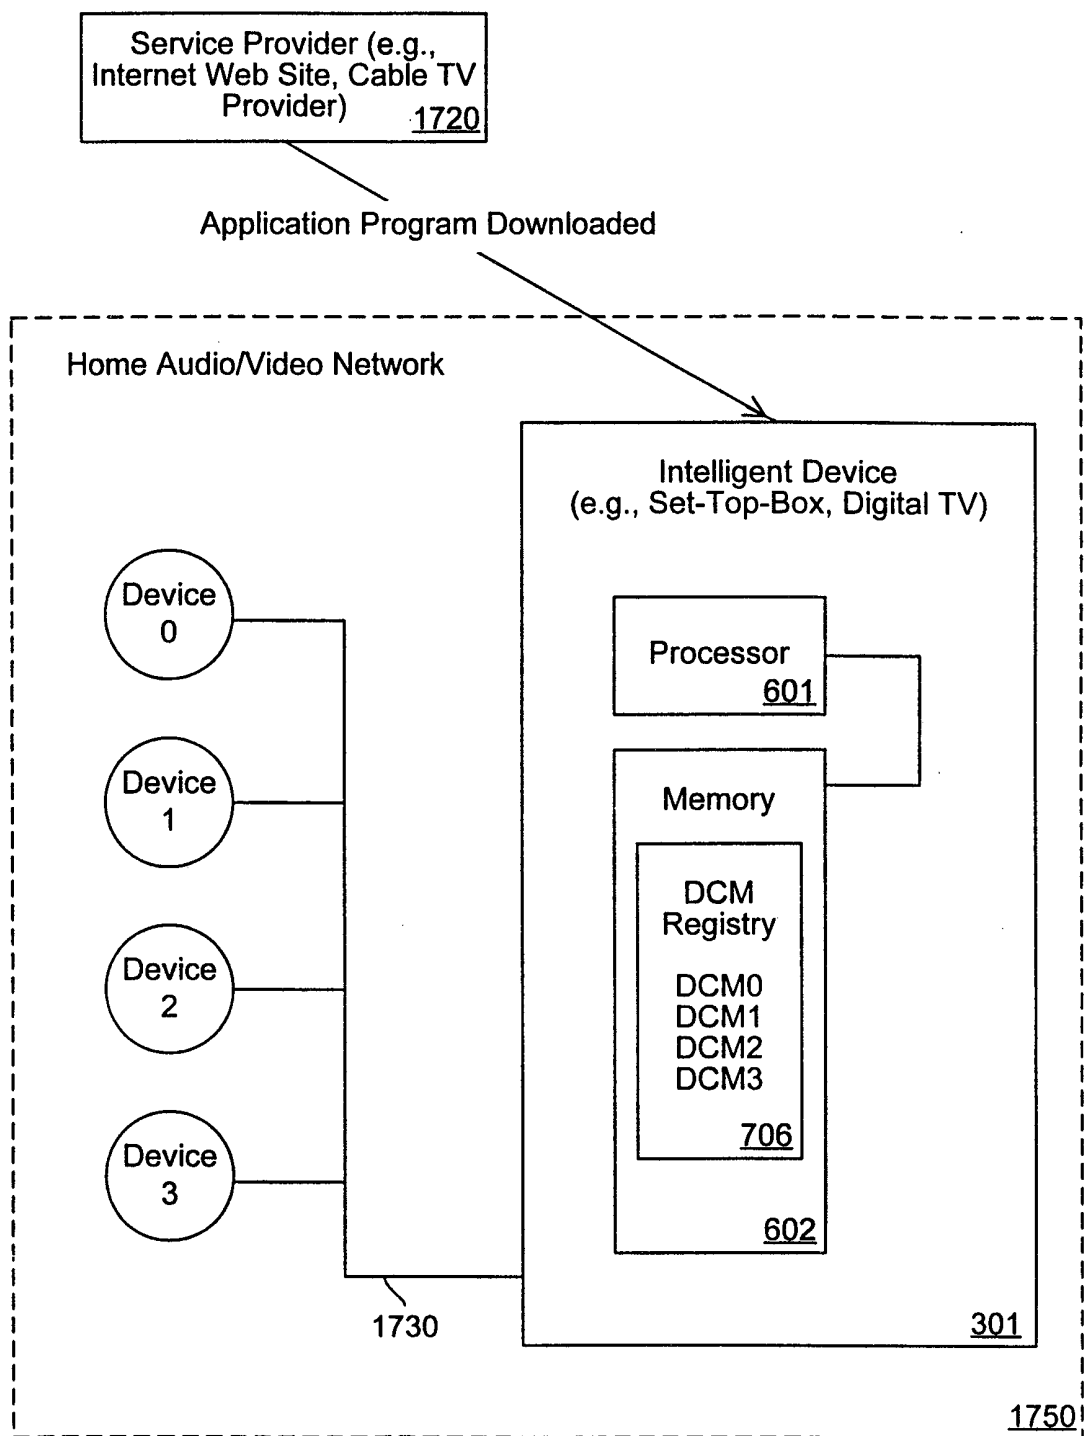 Service Provider (e.g.,
Internet Web Site, Cable TV
Provider)
1720
Application Program Downloaded
Home Audio/Video Network
Intelligent Device
(e.g., Set-Top-Box, Digital TV)
Device
0
Processor
601
Device
1
Memory
DCM
Registry
Device
2
DCM0
DCM1
DCM2
DCM3
706
Device
3
602
1730
301
1750